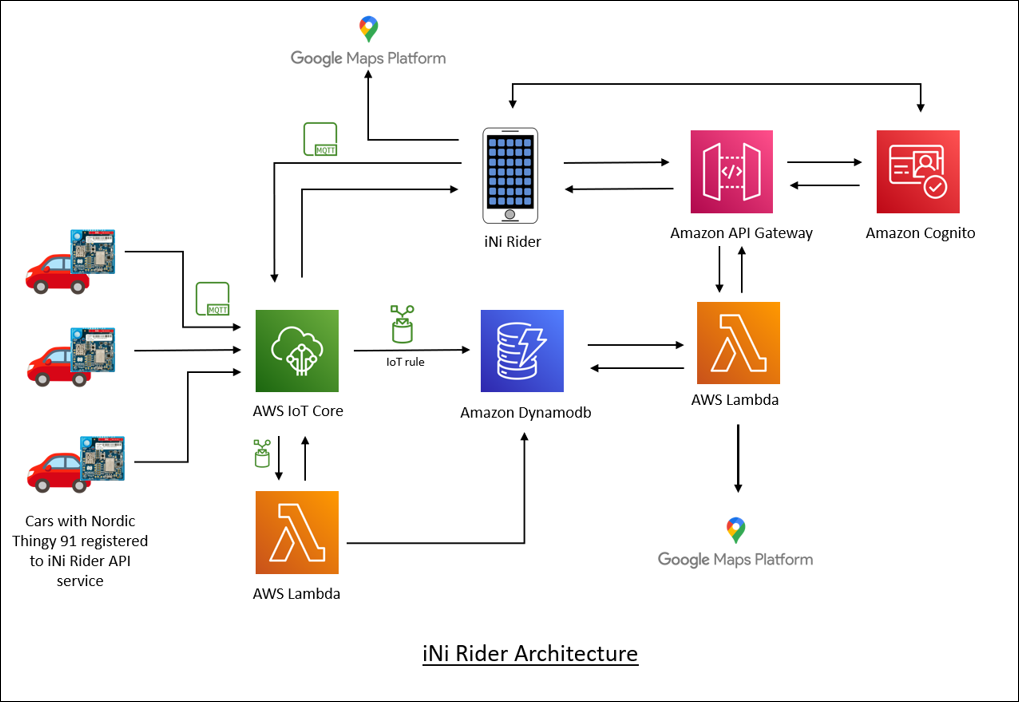 Google Maps Platform
MQTT
iNi Rider
Amazon API Gateway
Amazon Cognito
MQTT
IoT rule
AWS IoT Core
Amazon Dynamodb
AWS Lambda
Cars with Nordic
Thingy 91 registered
to iNi Rider API
service
AWS Lambda
Google Maps Platform
iNi Rider Architecture